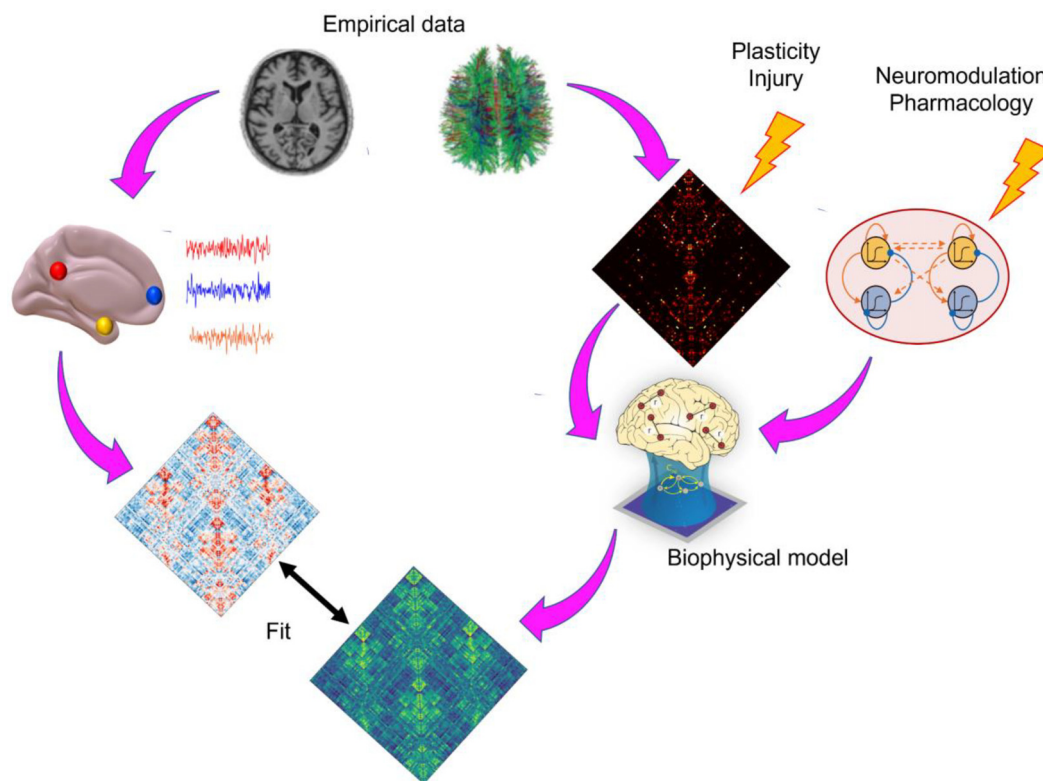 Empirical data
Plasticity
Injury
Neuromodulation
Pharmacology
Biophysical model
Fit